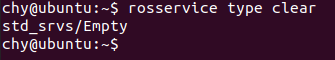 chy@ubuntu:~$ rosservice type clear
std_srvs/Empty
chy@ubuntu:~$